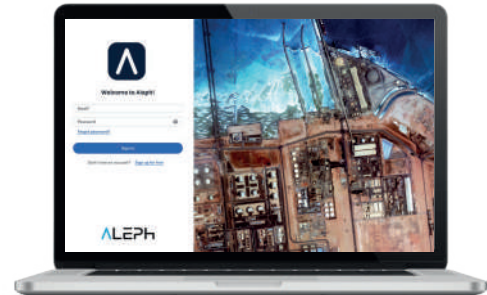 Welcome to Aleph!
Email*
Password
Forgot password?
Sign in
Don't have an account? Sign up for free
ALEPh